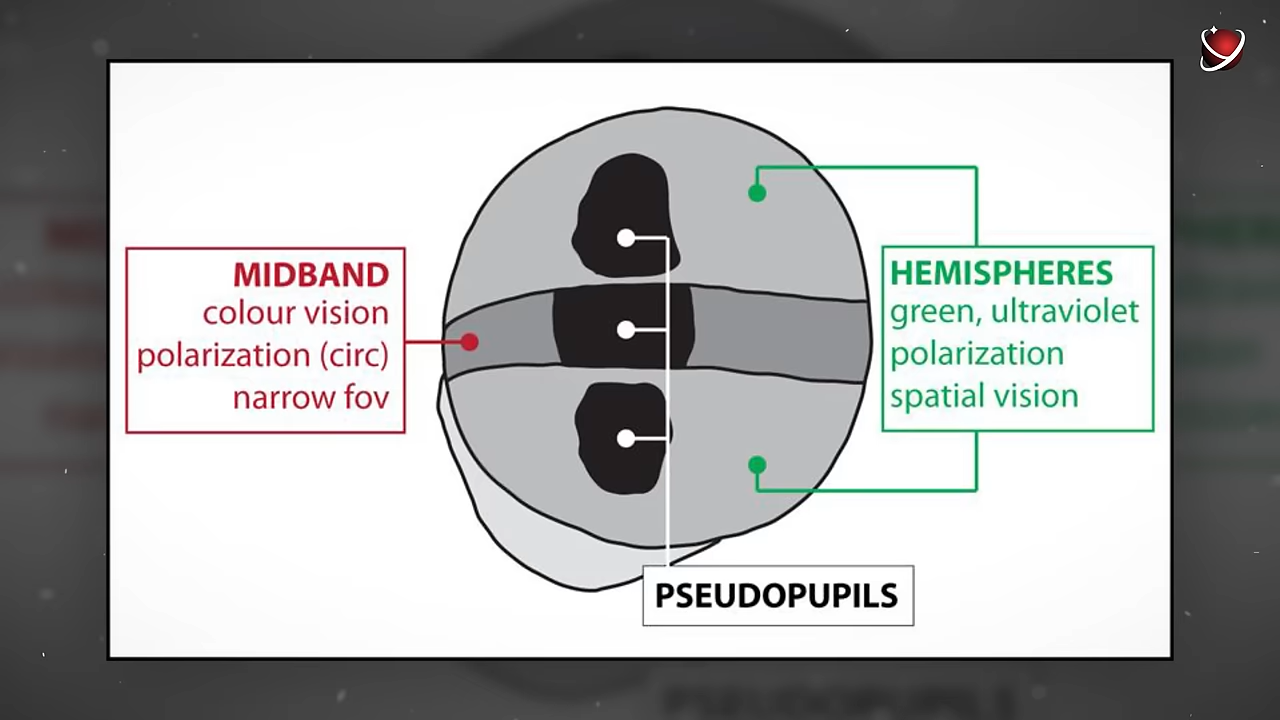 MIDBAND
colour vision
polarization (circ)
narrow fov
HEMISPHERES
green, ultraviolet
polarization
spatial vision
PSEUDOPUPILS